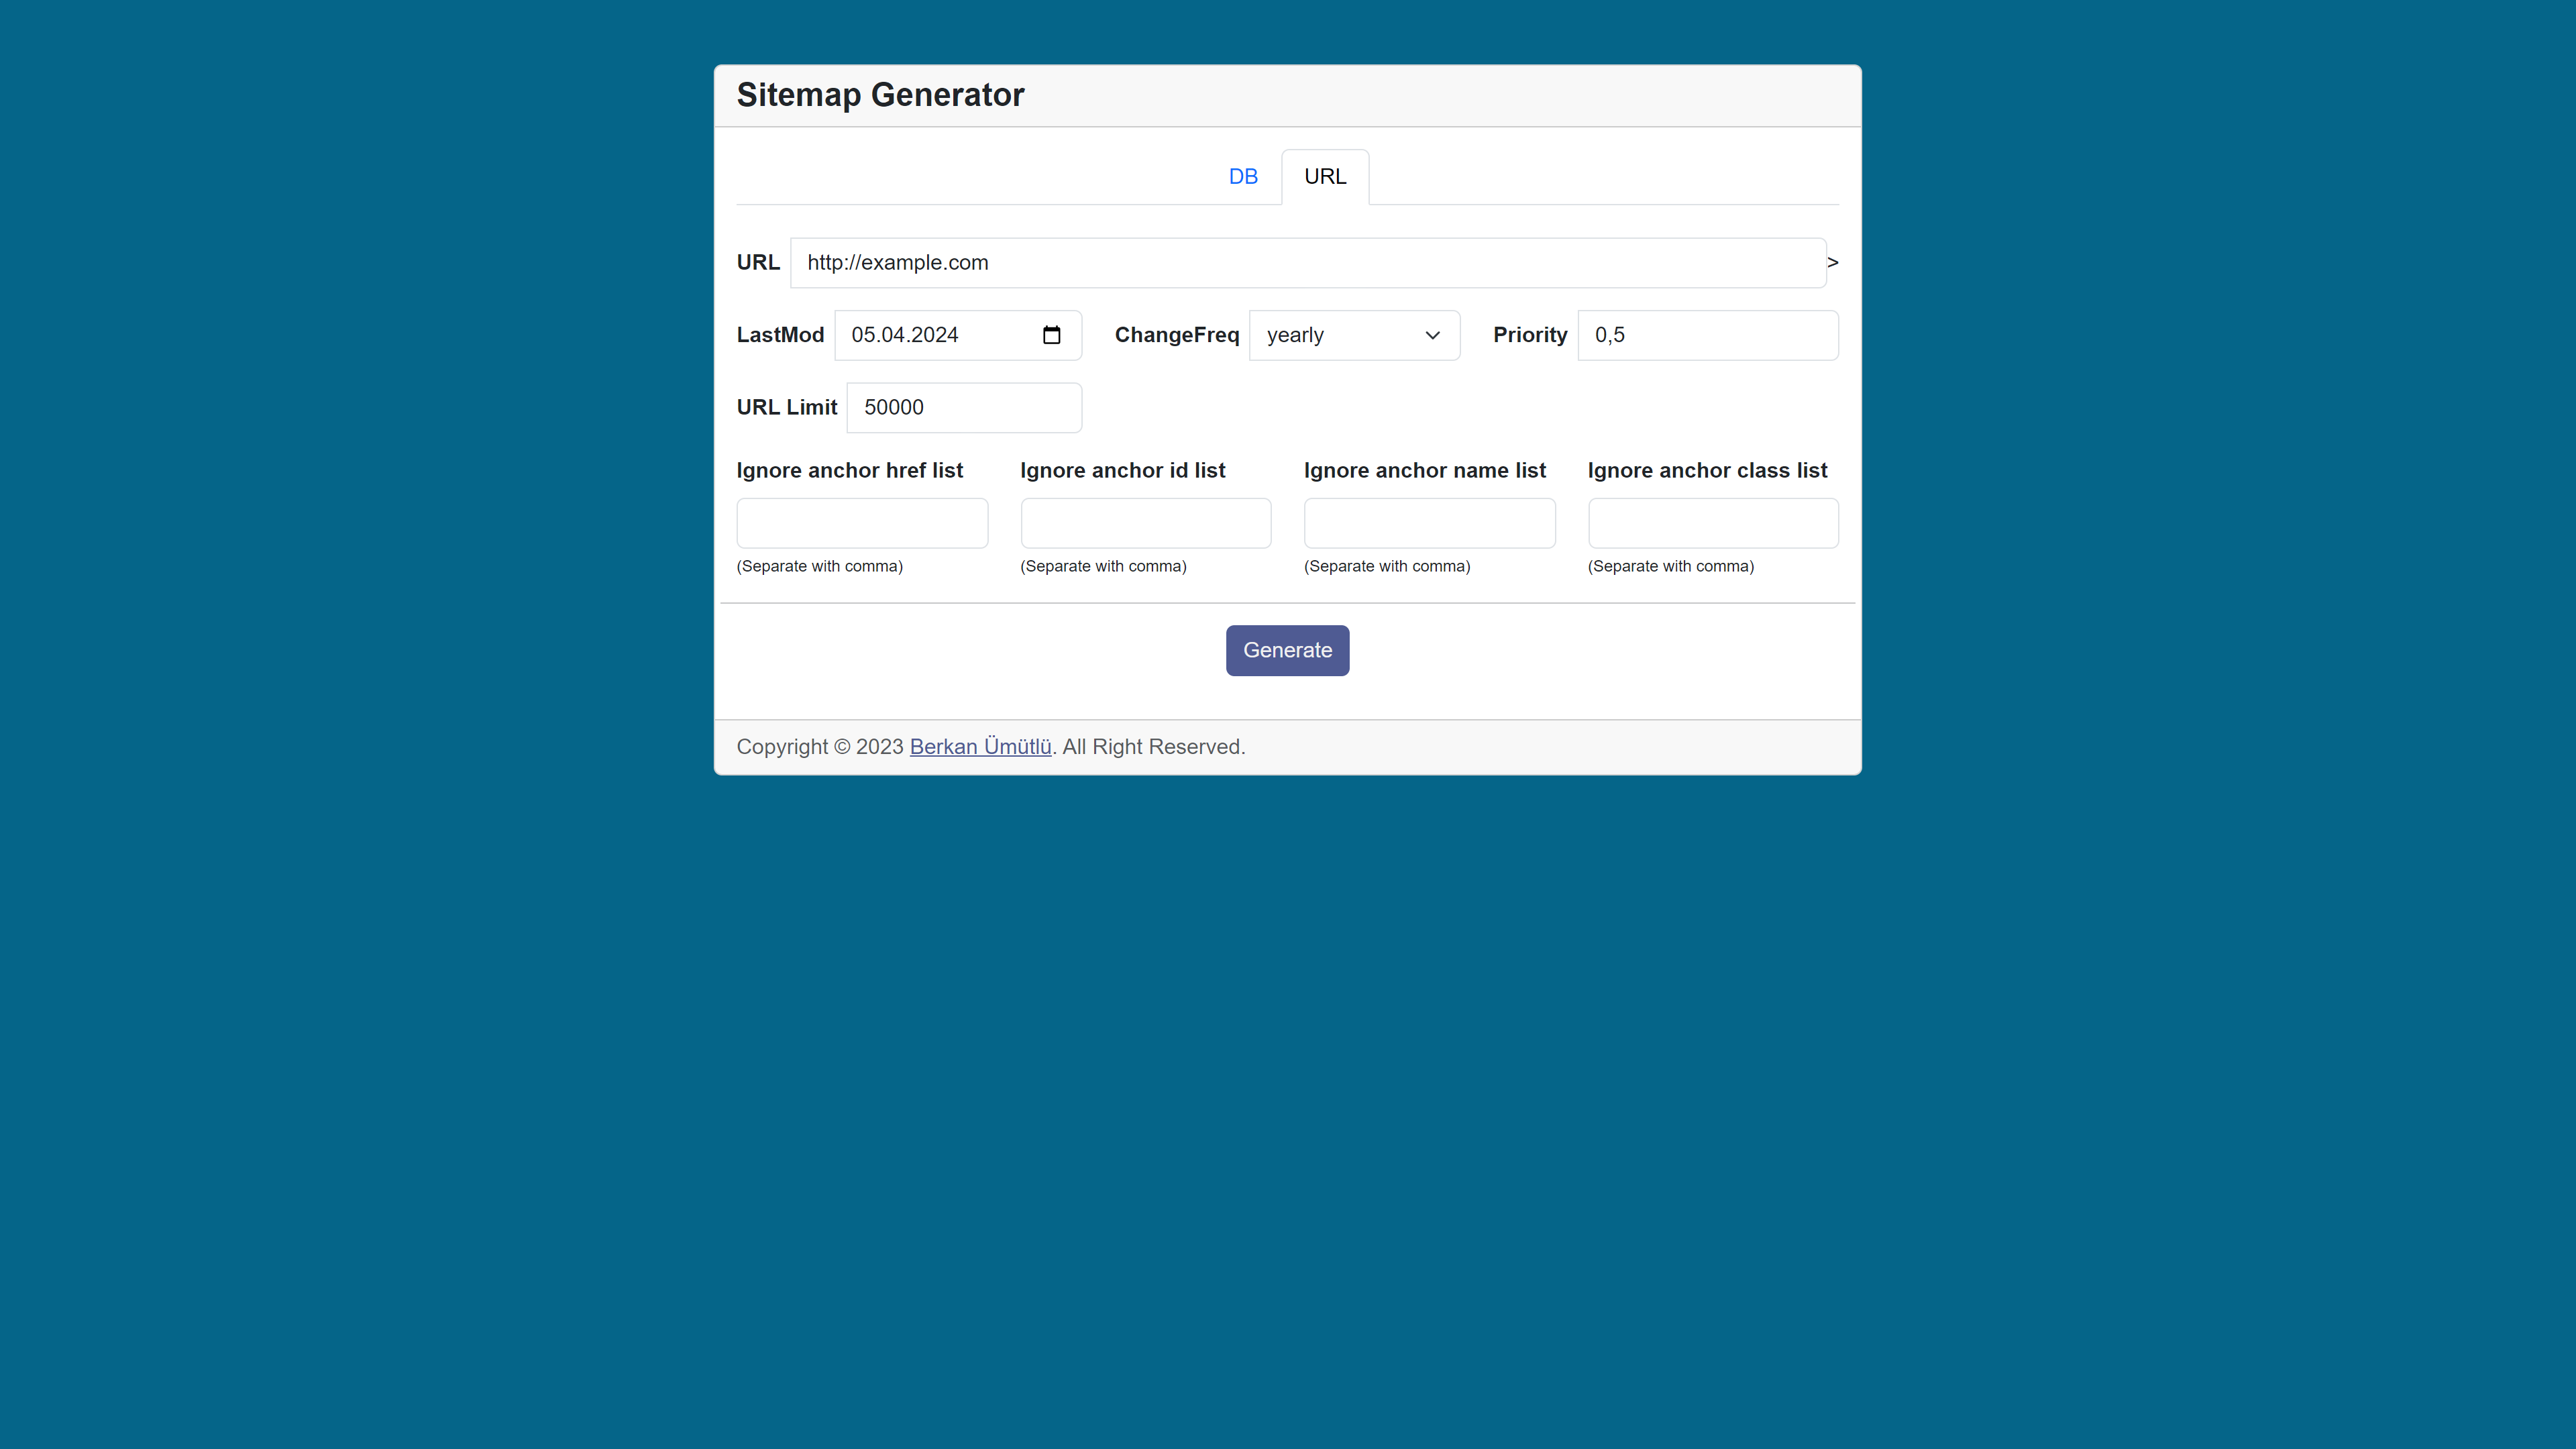 Sitemap Generator
DB URL
URL http://example.com >
LastMod 05.04.2024 ChangeFreq yearly Priority 0,5
URL Limit 50000
Ignore anchor href list Ignore anchor id list Ignore anchor name list Ignore anchor class list
(Separate with comma) (Separate with comma) (Separate with comma) (Separate with comma)
Generate
Copyright © 2023 Berkan Ümütlü. All Right Reserved.